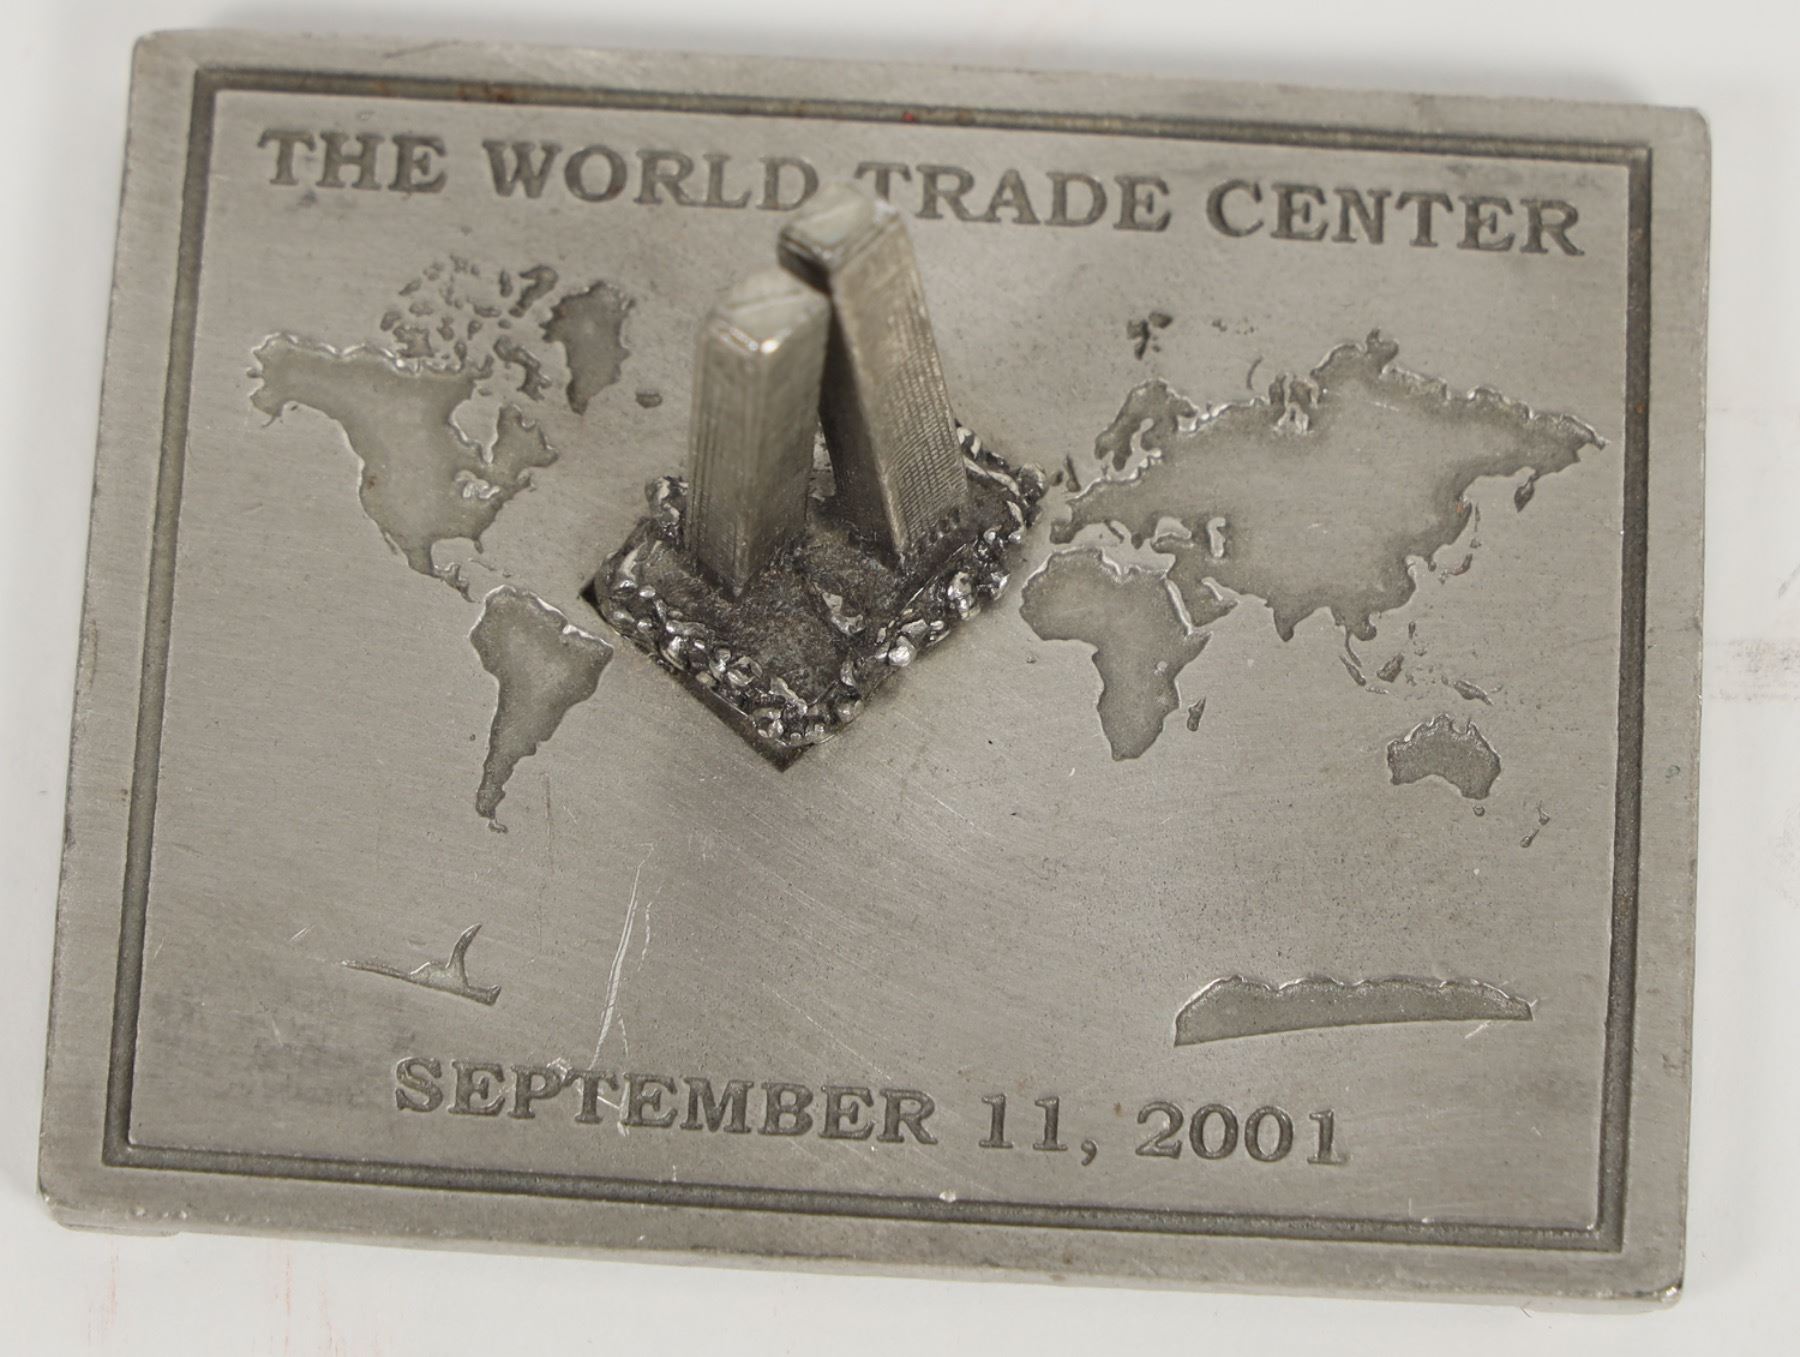 THE WORLD TRADE CENTER
SEPTEMBER 11, 2001